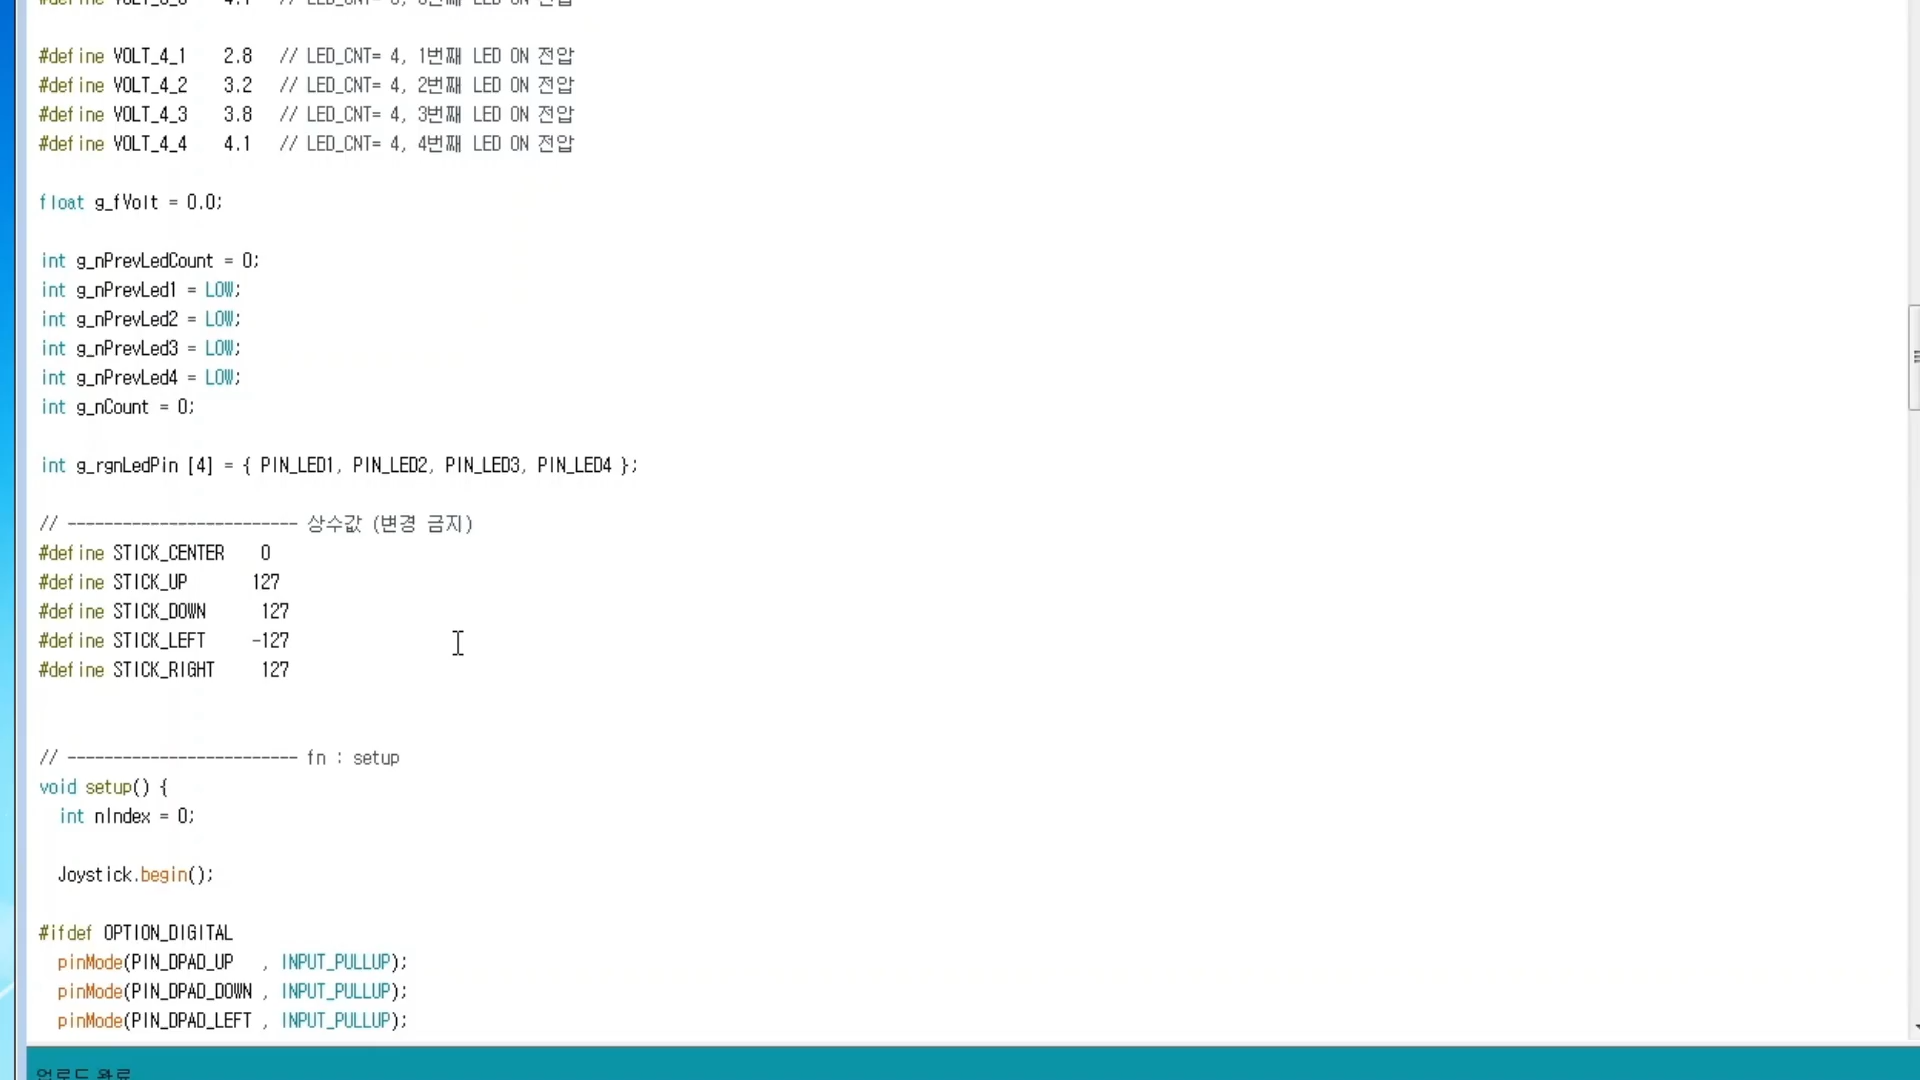 #define VOLT_4_1    2.8   // LED_CNT= 4, 1번째 LED ON 전압
#define VOLT_4_2    3.2   // LED_CNT= 4, 2번째 LED ON 전압
#define VOLT_4_3    3.8   // LED_CNT= 4, 3번째 LED ON 전압
#define VOLT_4_4    4.1   // LED_CNT= 4, 4번째 LED ON 전압
float g_fVolt = 0.0;
int g_nPrevLedCount = 0;
int g_nPrevLed1 = LOW;
int g_nPrevLed2 = LOW;
int g_nPrevLed3 = LOW;
int g_nPrevLed4 = LOW;
int g_nCount = 0;
int g_rgnLedPin [4] = { PIN_LED1, PIN_LED2, PIN_LED3, PIN_LED4 };
// ------------------------- 상수값 (변경 금지)
#define STICK_CENTER    0
#define STICK_UP       127
#define STICK_DOWN      127
#define STICK_LEFT     -127
#define STICK_RIGHT     127
// ------------------------- fn : setup
void setup() {
int nIndex = 0;
Joystick.begin();
#ifdef OPTION_DIGITAL
pinMode(PIN_DPAD_UP   , INPUT_PULLUP);
pinMode(PIN_DPAD_DOWN , INPUT_PULLUP);
pinMode(PIN_DPAD_LEFT , INPUT_PULLUP);
업로드 완료